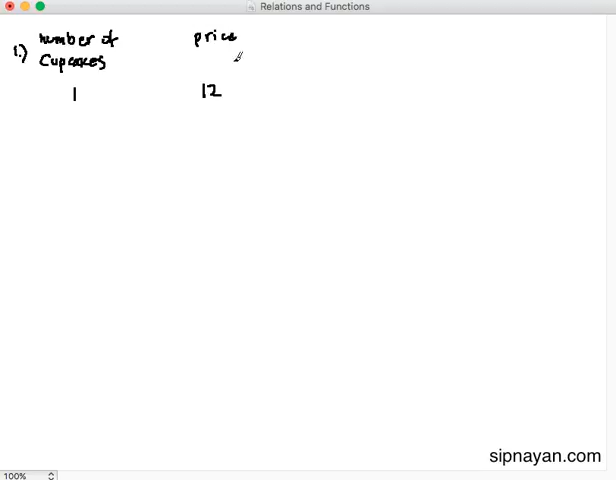 Relations and Functions
1.) number of price
Cupcakes
1 12
sipnayan.com
100%